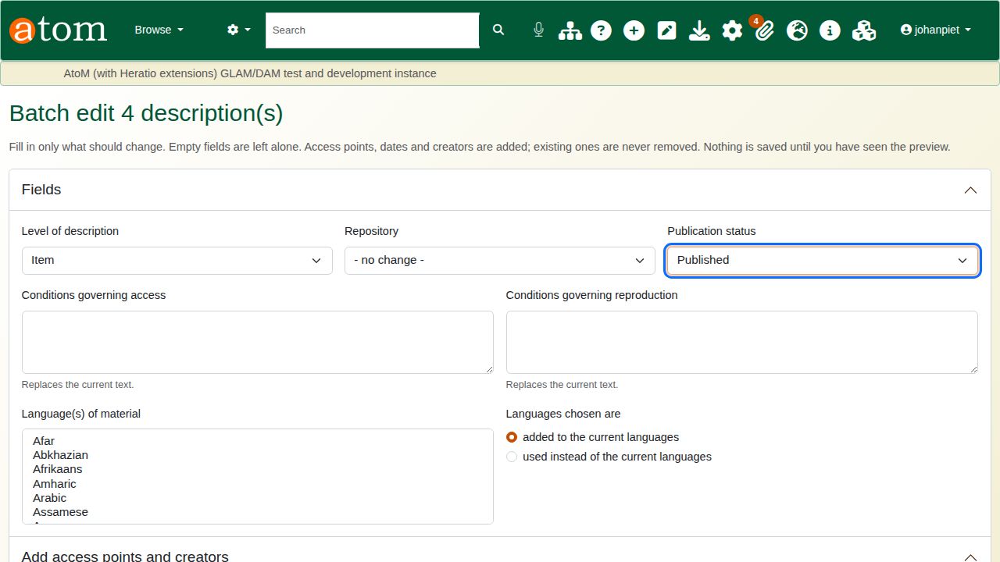 atom
Browse
Search
4
johanpiet
AtoM (with Heratio extensions) GLAM/DAM test and development instance
Batch edit 4 description(s)
Fill in only what should change. Empty fields are left alone. Access points, dates and creators are added; existing ones are never removed. Nothing is saved until you have seen the preview.
Fields
Level of description
Repository
Publication status
Item
- no change -
Published
Conditions governing access
Conditions governing reproduction
Replaces the current text.
Replaces the current text.
Language(s) of material
Languages chosen are
Afar
Abkhazian
Afrikaans
Amharic
Arabic
Assamese
added to the current languages
used instead of the current languages
Add access points and creators